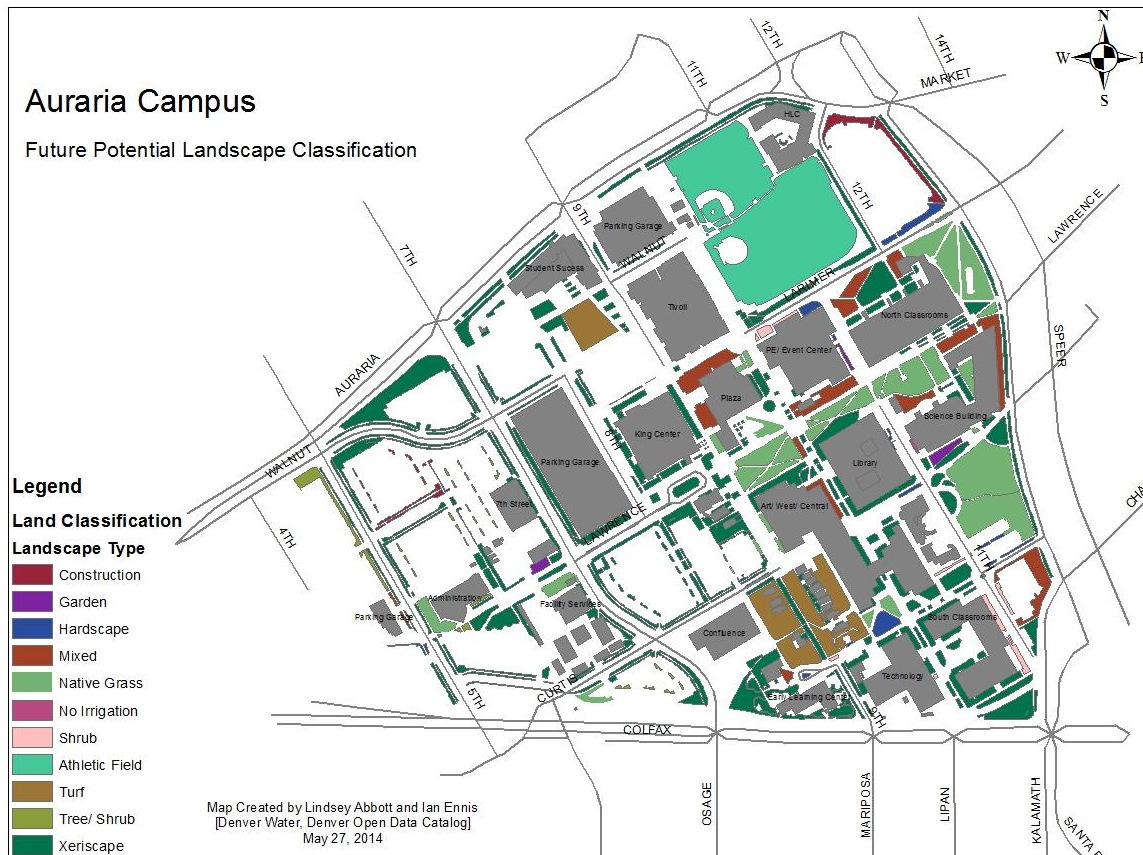 Auraria Campus
Future Potential Landscape Classification
N
W
S
12TH
14TH
11TH
MARKET
HLC
12TH
9TH
LAWRENCE
Parking Garage
WALNUT
7TH
Student Sucess
LARIMER
Tivoli
North Classrooms
SPEER
PE/ Event Center
AURARIA
Plaza
Science Building
King Center
8TH
WALNUT
Parking Garage
Library
7th Street
Art/ West/ Central
LAWRENCE
4TH
11TH
Administration
Facility Services
Parking Garage
South Classrooms
Confluence
Technology
CURTIS
5TH
Early Learning Center
9TH
COLFAX
OSAGE
MARIPOSA
LIPAN
KALAMATH
Legend
Land Classification
Landscape Type
Construction
Garden
Hardscape
Mixed
Native Grass
No Irrigation
Shrub
Athletic Field
Turf
Tree/ Shrub
Xeriscape
Map Created by Lindsey Abbott and Ian Ennis
[Denver Water, Denver Open Data Catalog]
May 27, 2014